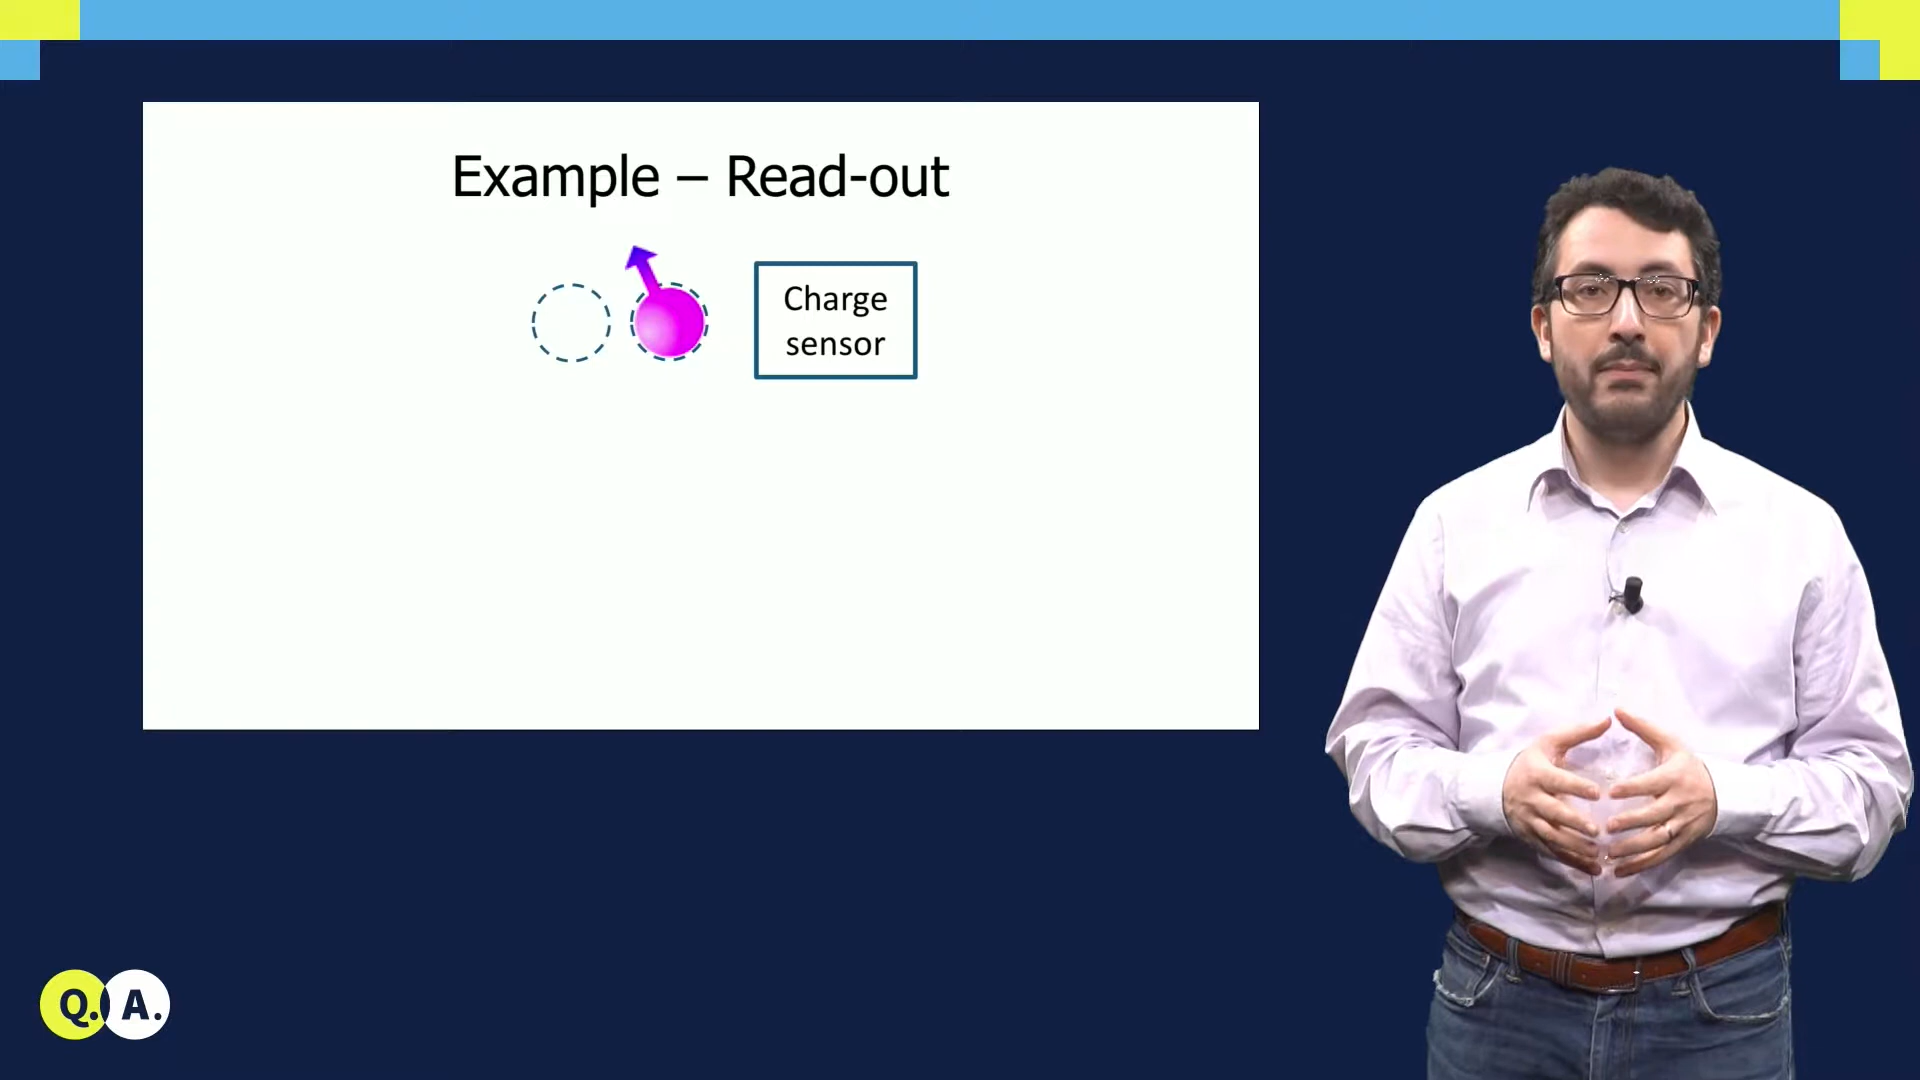 Example – Read-out
Charge
sensor
Q. A.